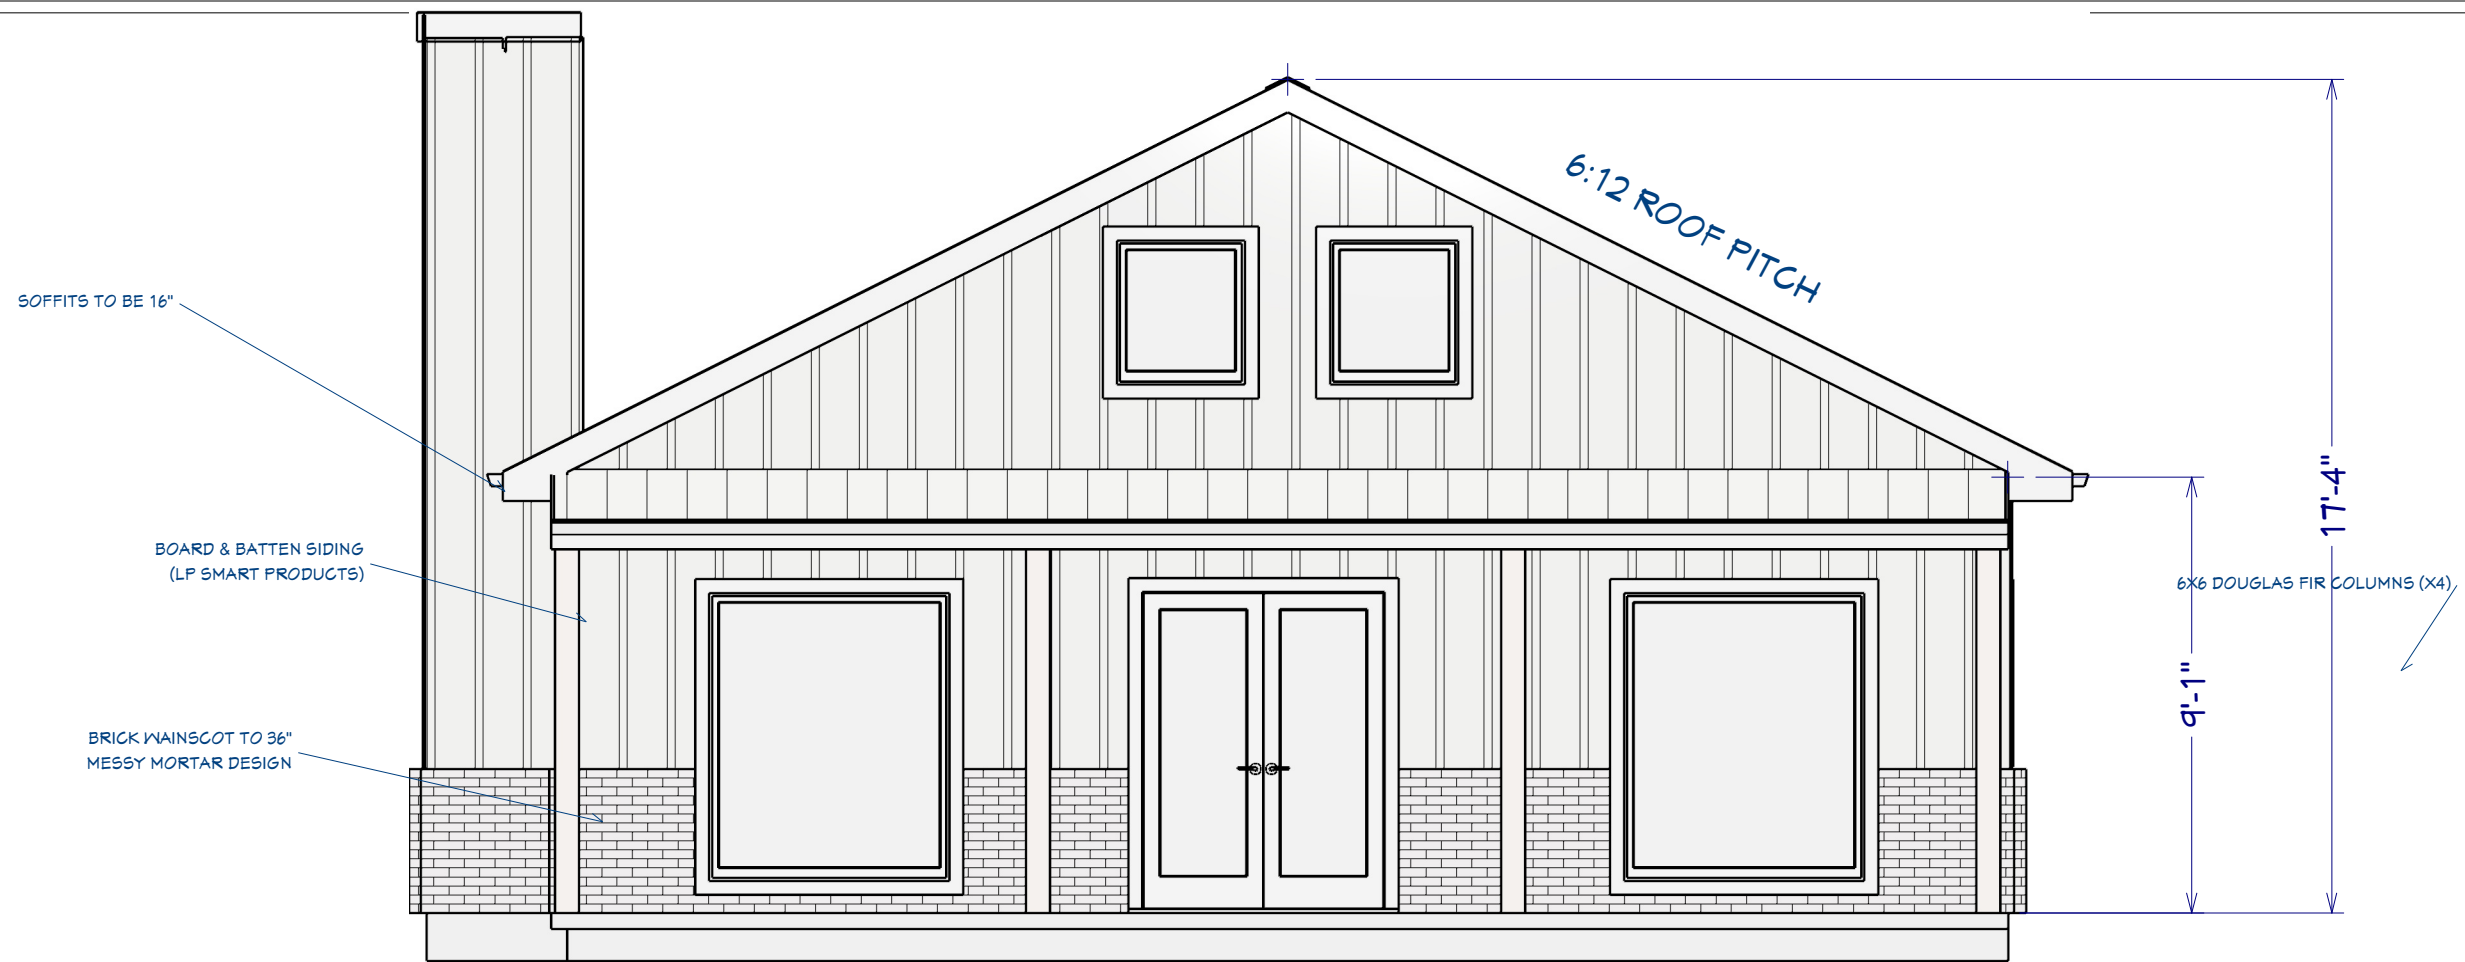 6:12 ROOF PITCH
SOFFITS TO BE 16"
17'-4"
BOARD & BATTEN SIDING
(LP SMART PRODUCTS)
6X6 DOUGLAS FIR COLUMNS (X4)
9'-1"
BRICK WAINSCOT TO 36"
MESSY MORTAR DESIGN